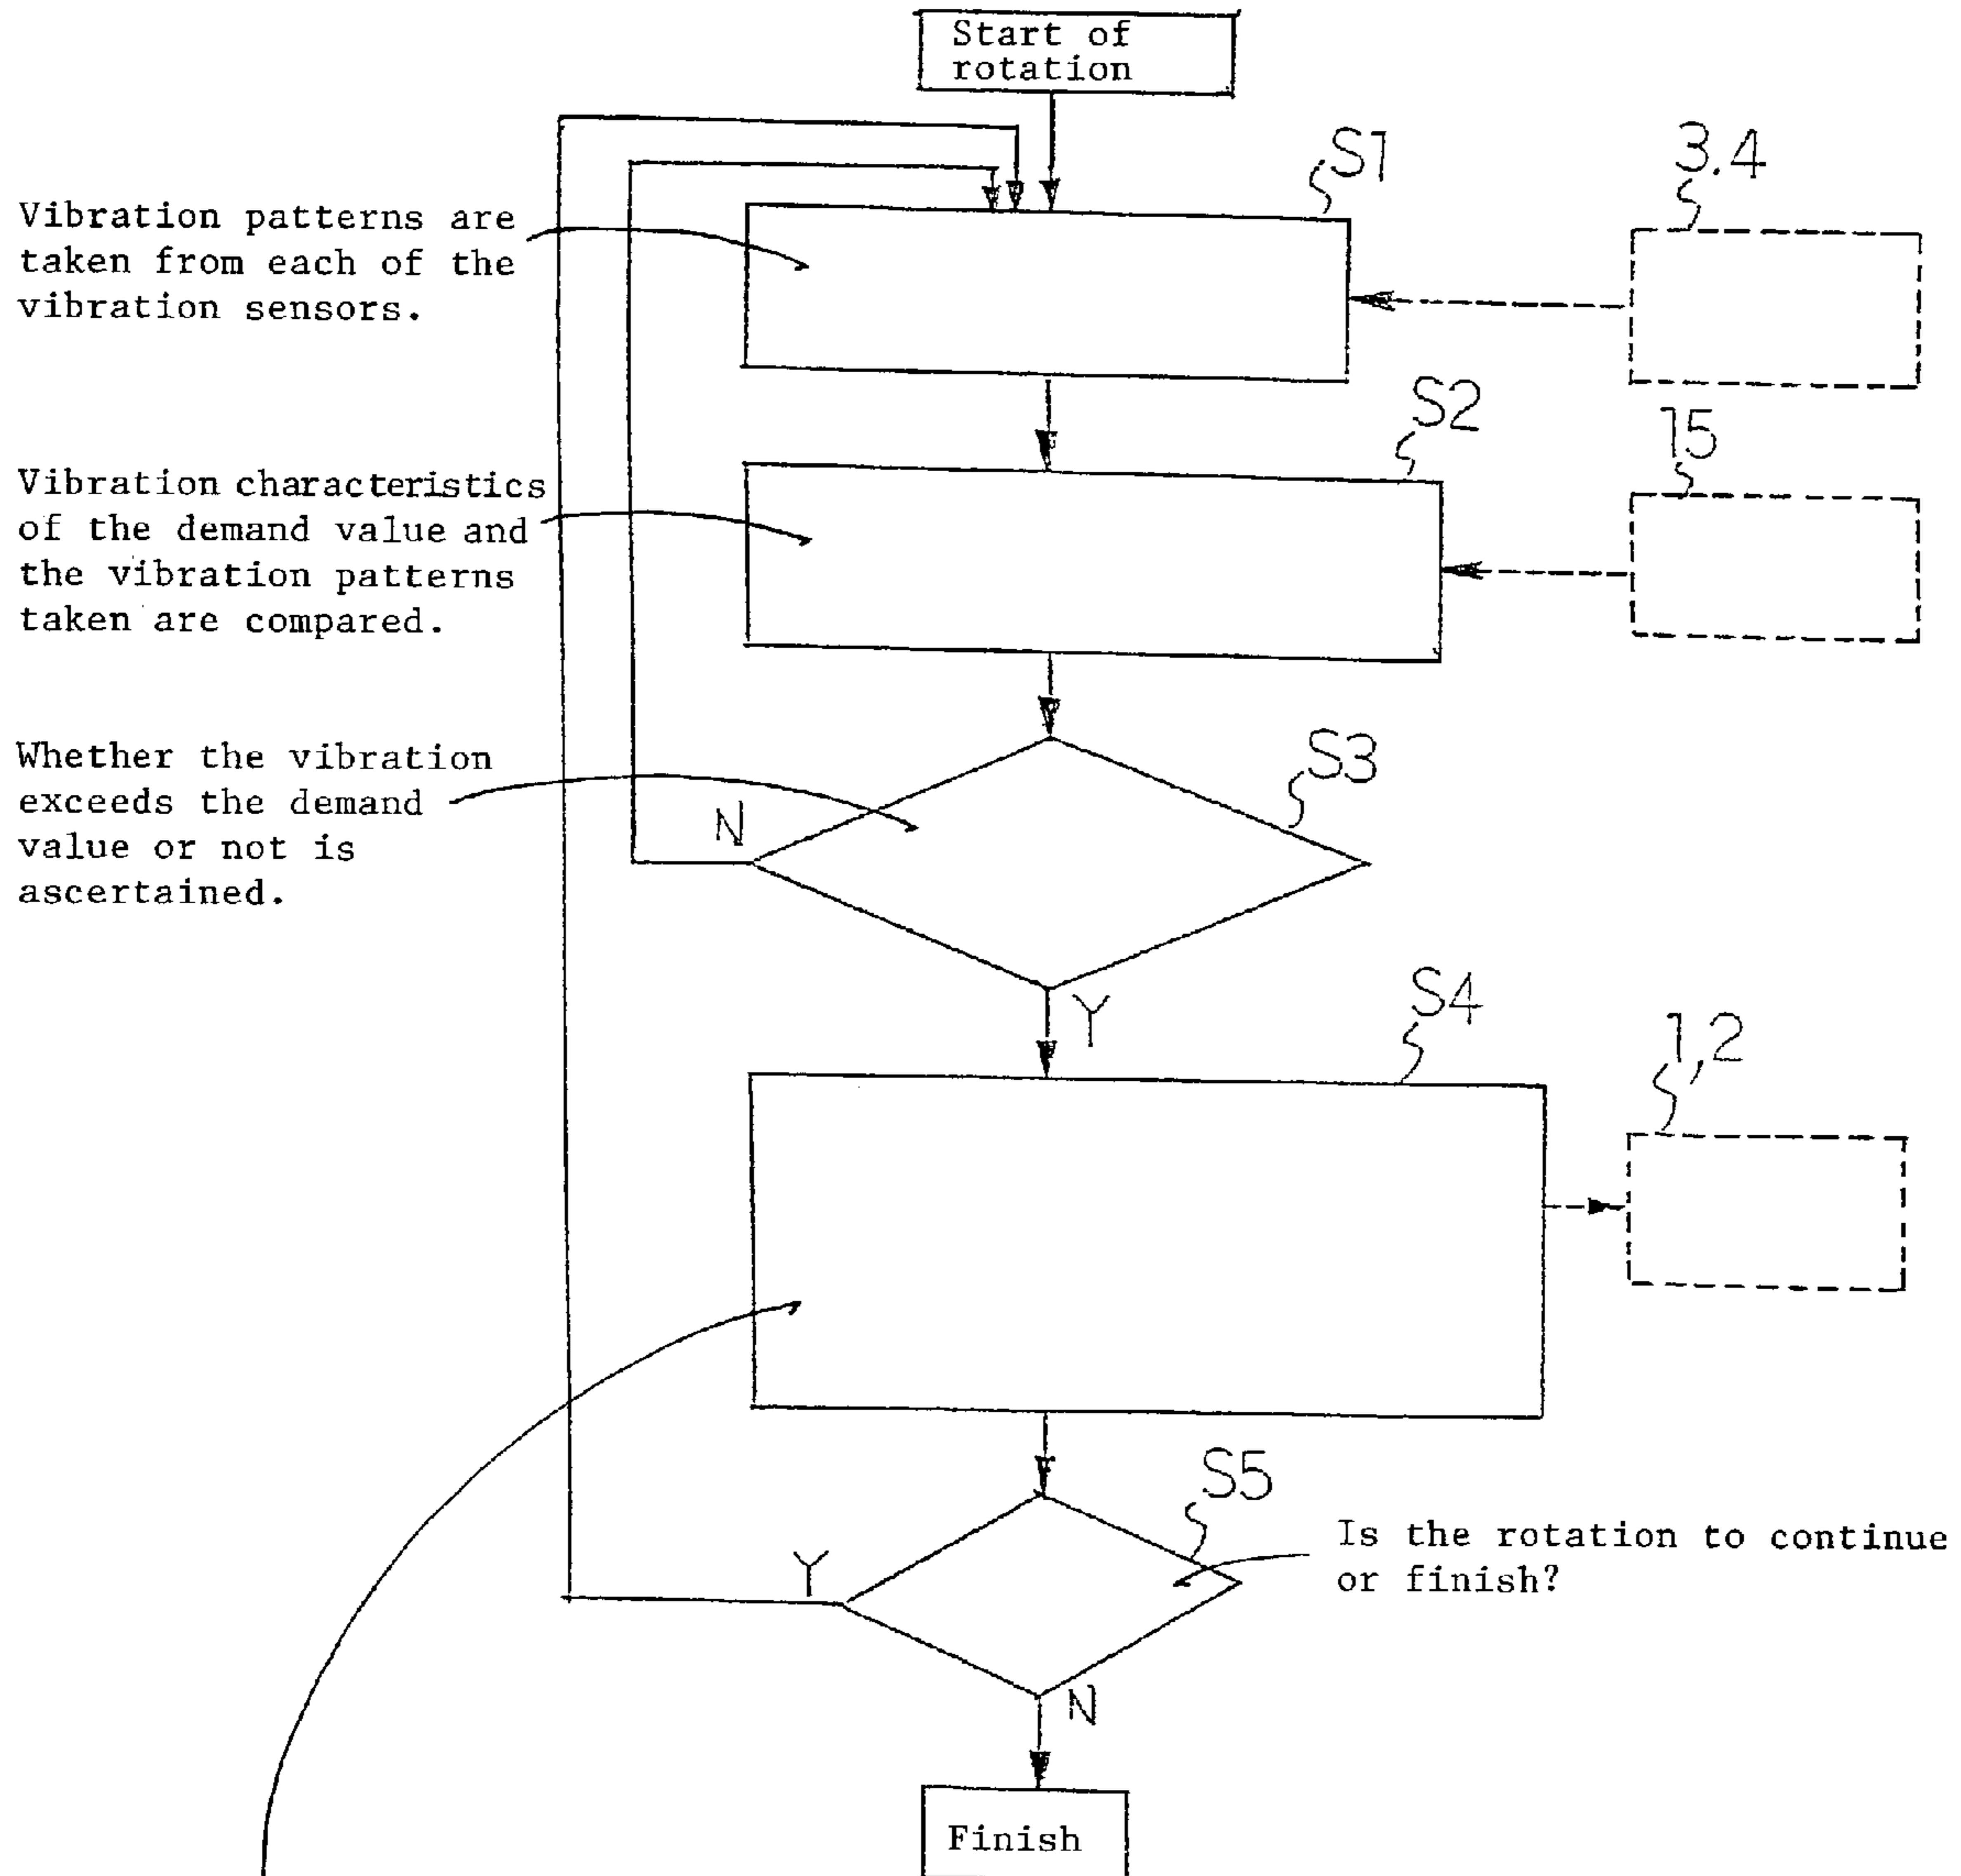 Start of
rotation
S1
3.4
Vibration patterns are
taken from each of the
vibration sensors.
S2
15
Vibration characteristics
of the demand value and
the vibration patterns
taken are compared.
S3
Whether the vibration
exceeds the demand
value or not is
ascertained.
N
Y
S4
1,2
S5
Is the rotation to continue
or finish?
Y
N
Finish